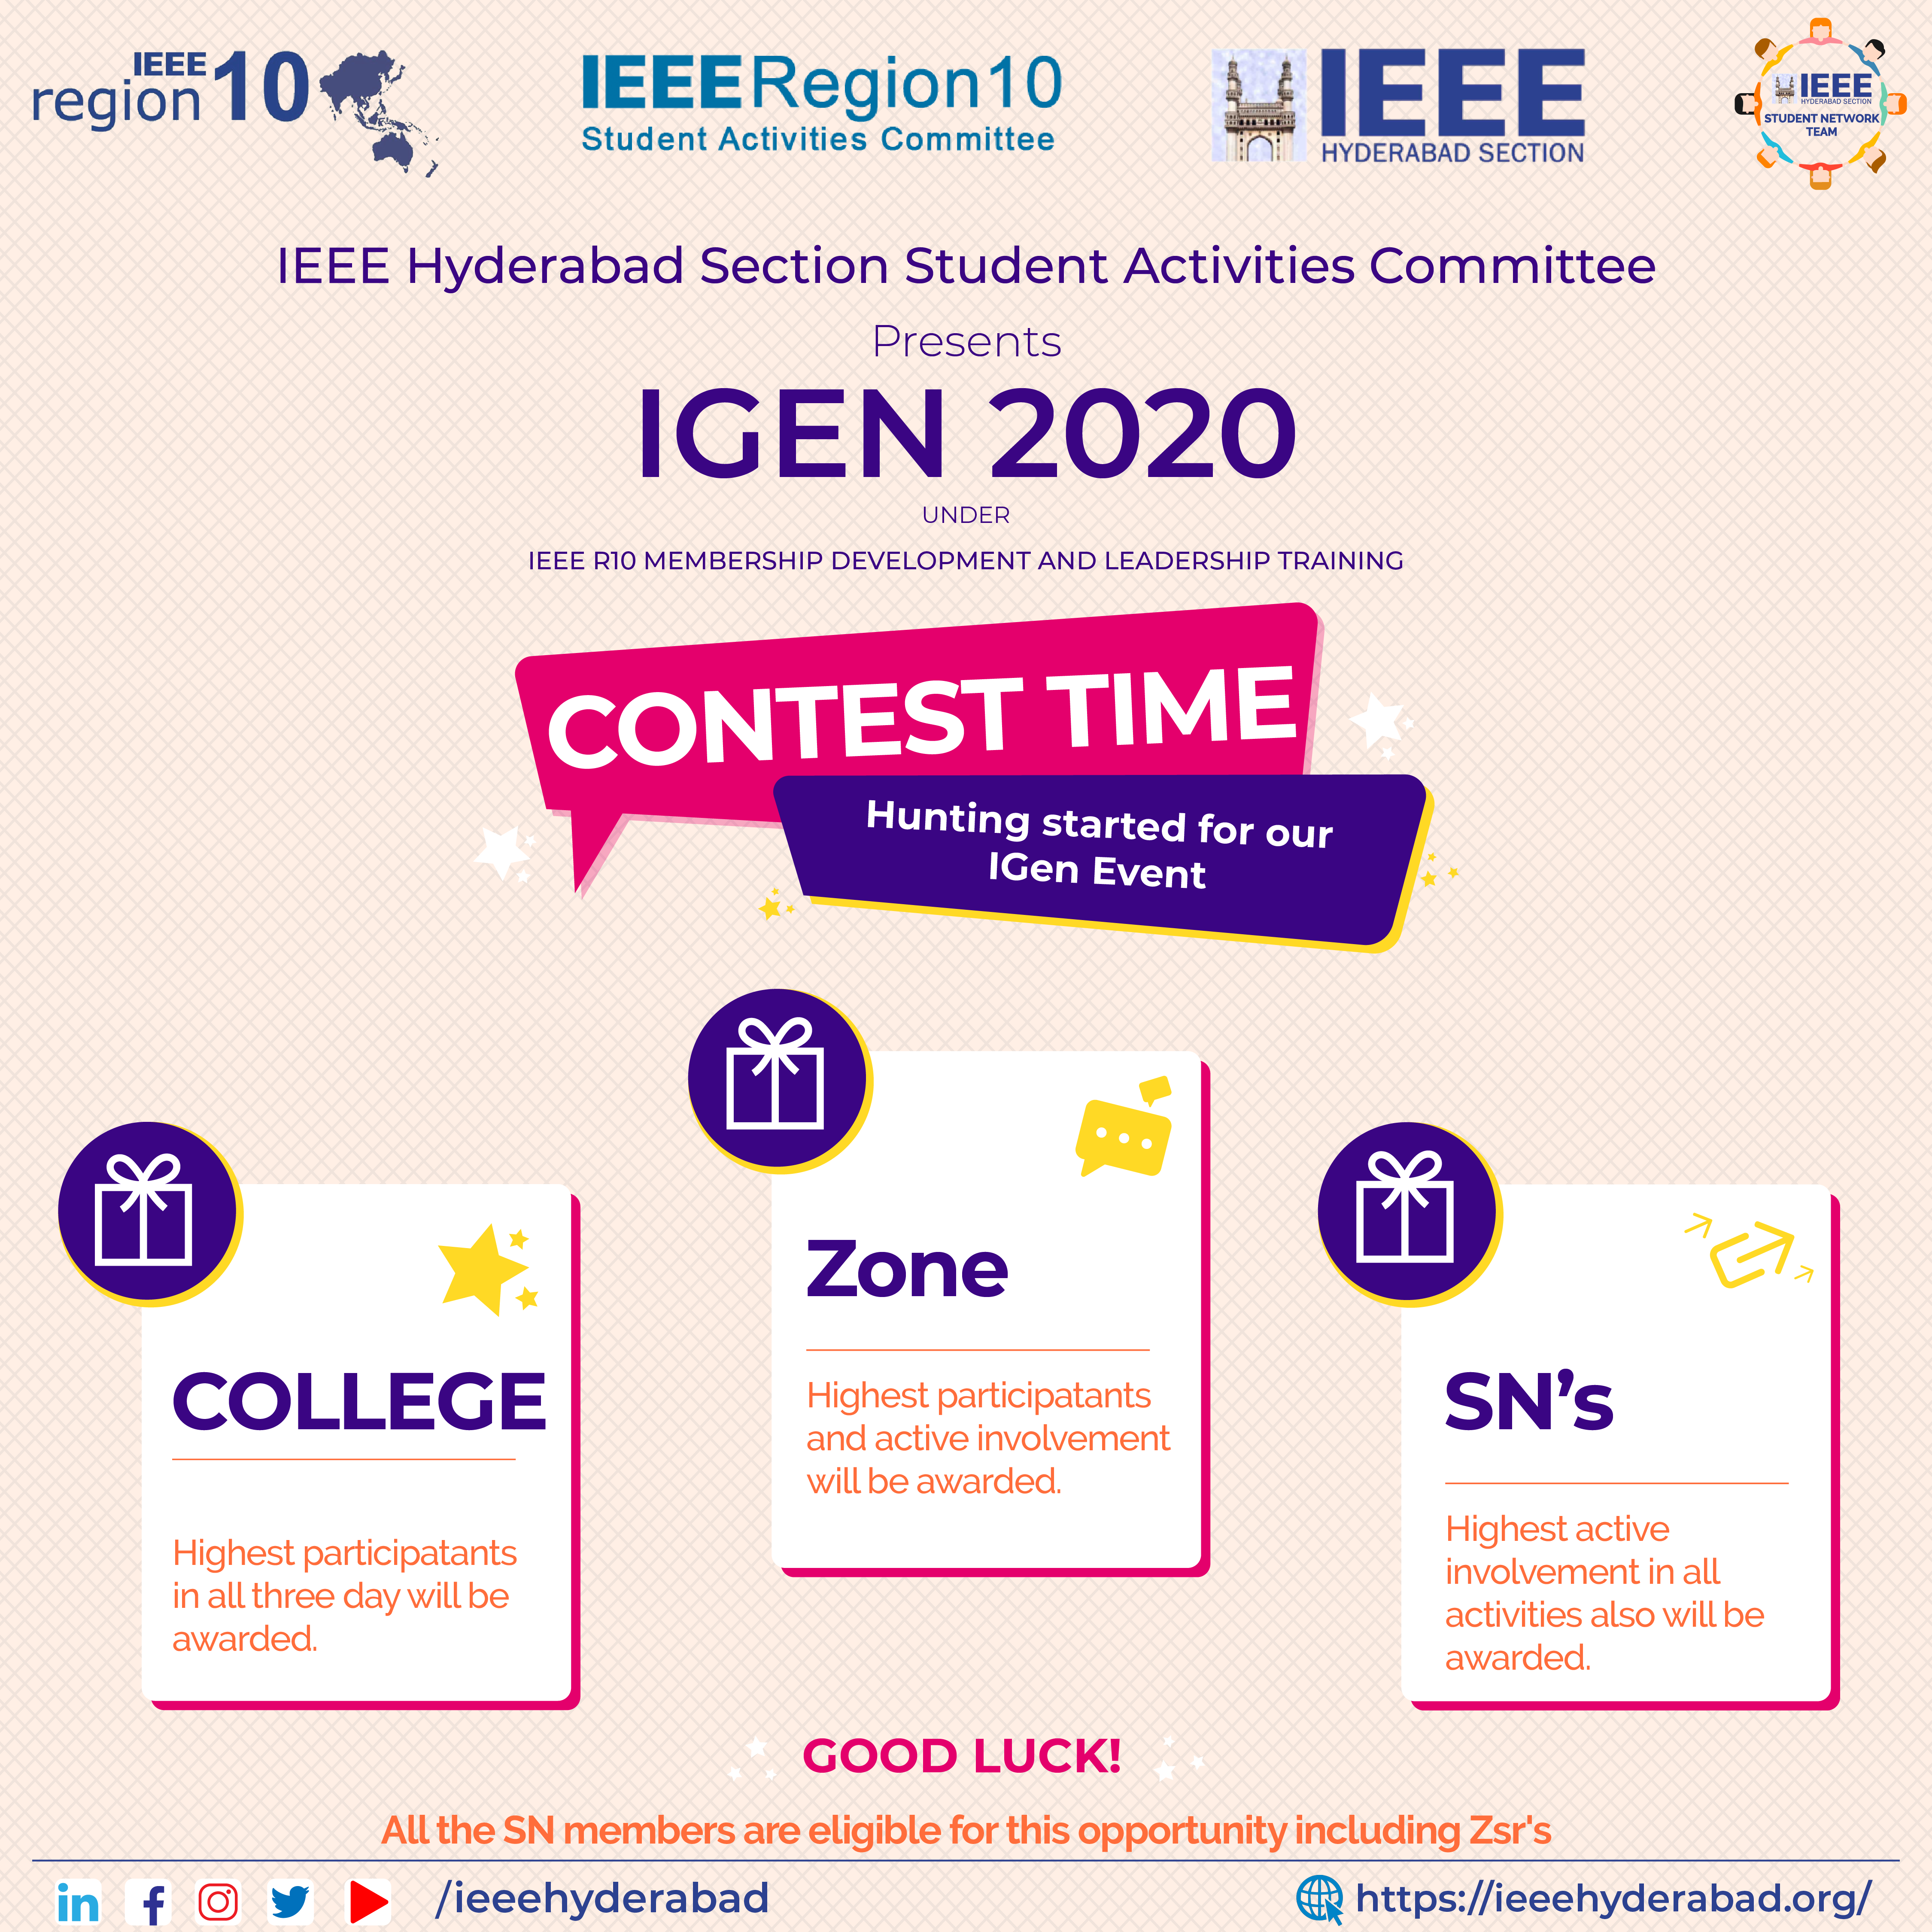 IEEE
region 10
IEEE Region 10
Student Activities Committee
IEEE
HYDERABAD SECTION
IEEE
HYDERABAD SECTION
STUDENT NETWORK
TEAM
IEEE Hyderabad Section Student Activities Committee
Presents
IGEN 2020
UNDER
IEEE R10 MEMBERSHIP DEVELOPMENT AND LEADERSHIP TRAINING
CONTEST TIME
Hunting started for our
IGen Event
COLLEGE
Highest participatants
in all three day will be
awarded.
Zone
Highest participatants
and active involvement
will be awarded.
SN's
Highest active
involvement in all
activities also will be
awarded.
GOOD LUCK!
All the SN members are eligible for this opportunity including Zsr's
in f /ieeehyderabad https://ieeehyderabad.org/